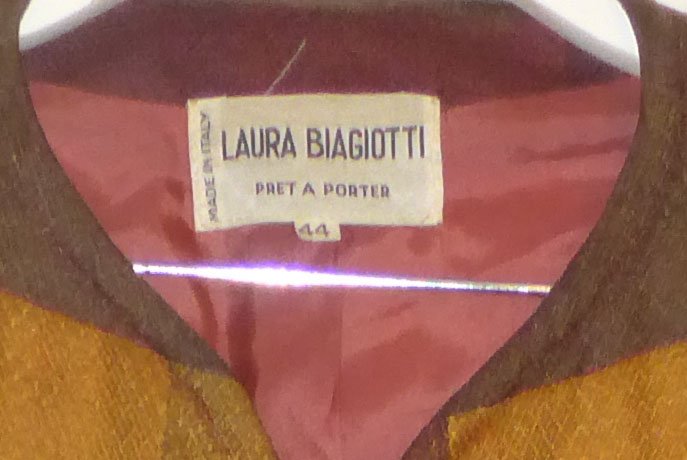 MADE IN ITALY
LAURA BIAGIOTTI
PRET A PORTER
44